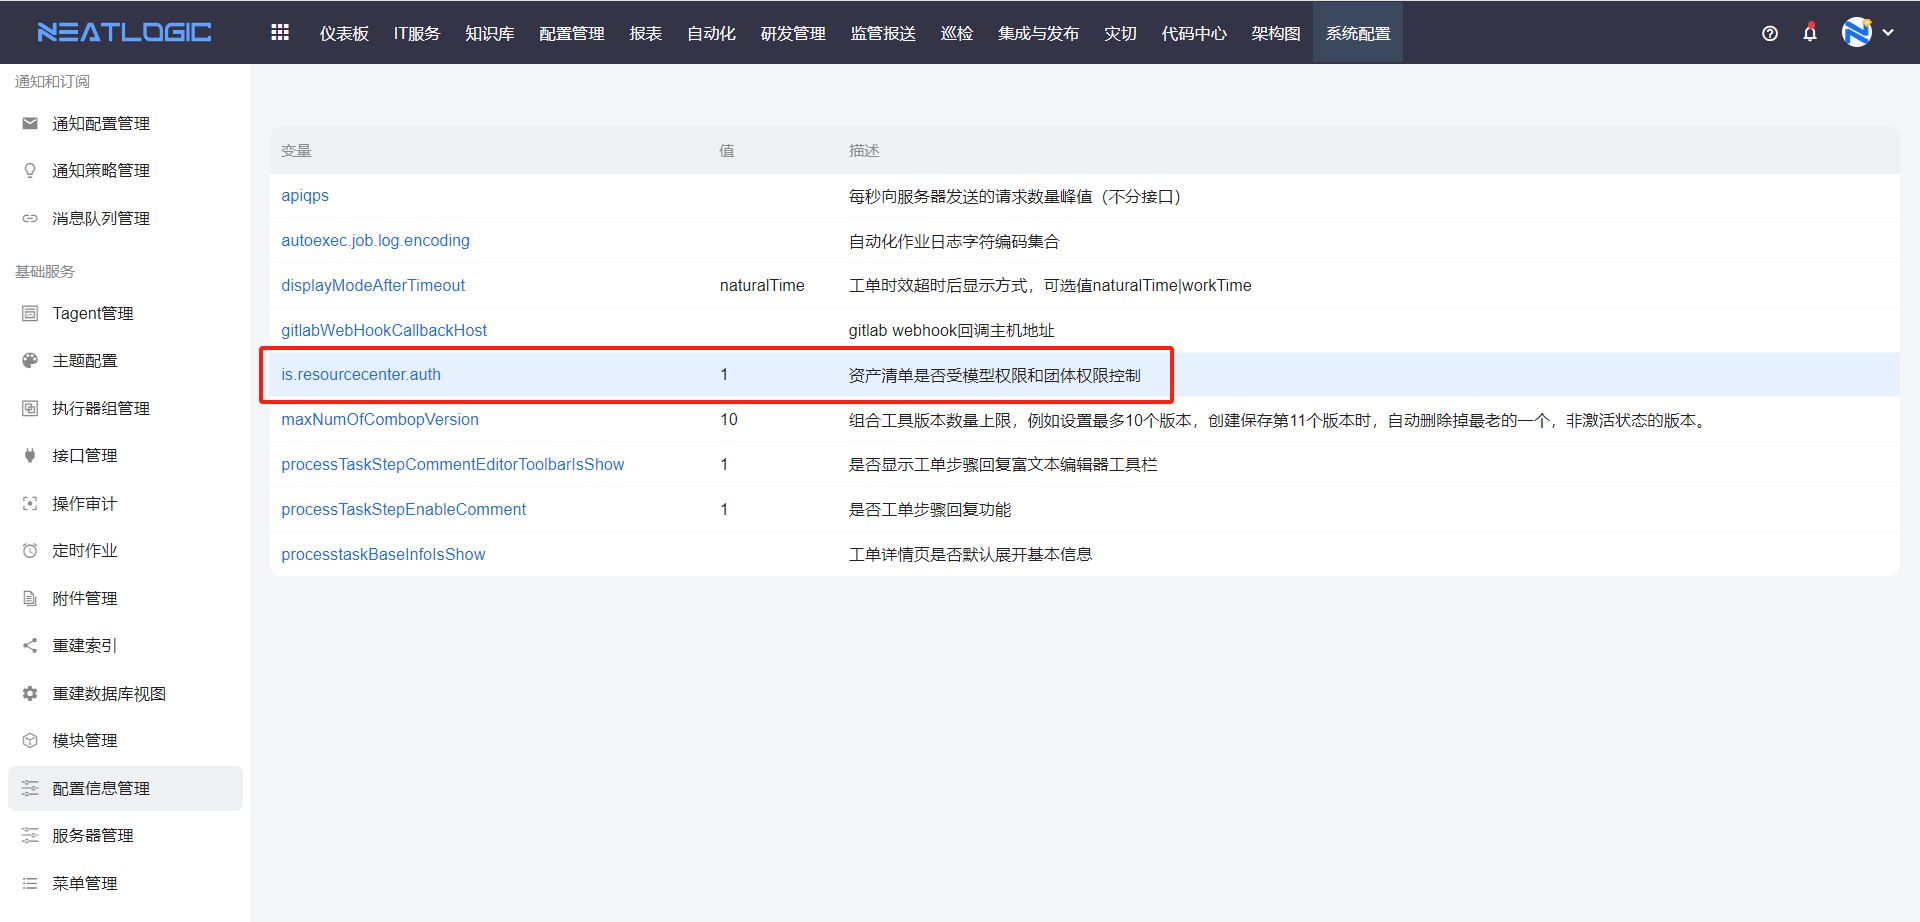 NEATLOGIC 仪表板 IT服务 知识库 配置管理 报表 自动化 研发管理 监管报送 巡检 集成与发布 灾切 代码中心 架构图 系统配置
通知和订阅
通知配置管理
通知策略管理
消息队列管理
基础服务
Tagent管理
主题配置
执行器组管理
接口管理
操作审计
定时作业
附件管理
重建索引
重建数据库视图
模块管理
配置信息管理
服务器管理
菜单管理
变量 值 描述
apiqps 每秒向服务器发送的请求数量峰值（不分接口）
autoexec.job.log.encoding 自动化作业日志字符编码集合
displayModeAfterTimeout naturalTime 工单时效超时后显示方式，可选值naturalTime|workTime
gitlabWebHookCallbackHost gitlab webhook回调主机地址
is.resourcecenter.auth 1 资产清单是否受模型权限和团体权限控制
maxNumOfCombopVersion 10 组合工具版本数量上限，例如设置最多10个版本，创建保存第11个版本时，自动删除掉最老的一个，非激活状态的版本。
processTaskStepCommentEditorToolbarIsShow 1 是否显示工单步骤回复富文本编辑器工具栏
processTaskStepEnableComment 1 是否工单步骤回复功能
processtaskBaseInfoIsShow 工单详情页是否默认展开基本信息